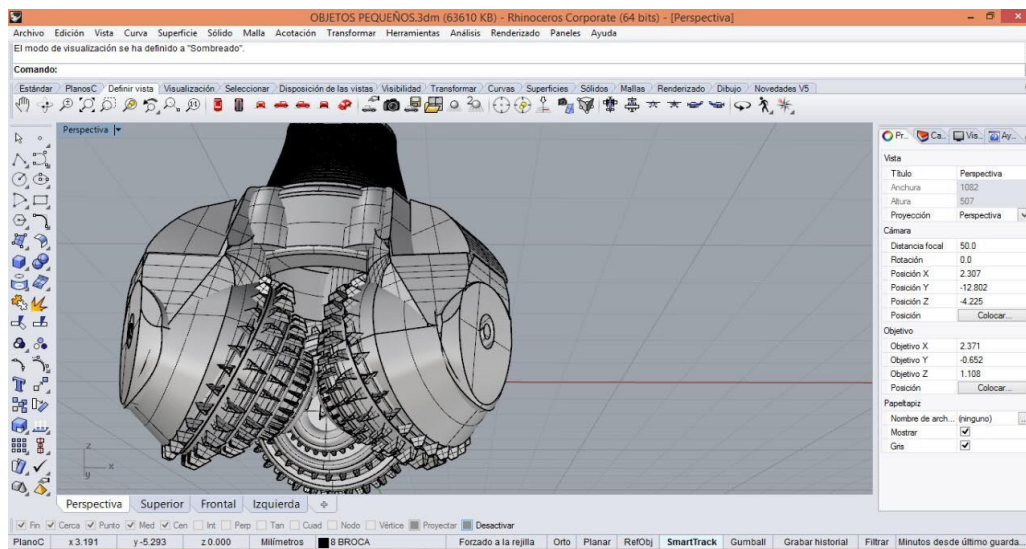 OBJETOS PEQUEÑOS.3dm (63610 KB) - Rhinoceros Corporate (64 bits) - [Perspectiva]
Archivo Edición Vista Curva Superficie Sólido Malla Acotación Transformar Herramientas Análisis Renderizado Paneles Ayuda
El modo de visualización se ha definido a "Sombreado".
Comando:
Estándar PlanosC Definir vista Visualización Seleccionar Disposición de las vistas Visibilidad Transformar Curvas Superficies Sólidos Mallas Renderizado Dibujo Novedades V5
Perspectiva
Pr... Ca... Vis... Ay...
Vista
Título Perspectiva
Anchura 1082
Altura 507
Proyección Perspectiva
Cámara
Distancia focal 50.0
Rotación 0.0
Posición X 2.307
Posición Y -12.802
Posición Z -4.225
Posición Colocar...
Objetivo
Objetivo X 2.371
Objetivo Y -0.652
Objetivo Z 1.108
Posición Colocar...
Papeltapiz
Nombre de arch... (ninguno) ...
Mostrar
Gris
z
x
y
Perspectiva Superior Frontal Izquierda
Fin Cerca Punto Med Cen Int Perp Tan Cuad Nodo Vértice Proyectar Desactivar
PlanoC x 3.191 y -5.293 z 0.000 Milímetros 8 BROCA Forzado a la rejilla Orto Planar RefObj SmartTrack Gumball Grabar historial Filtrar Minutos desde último guarda...